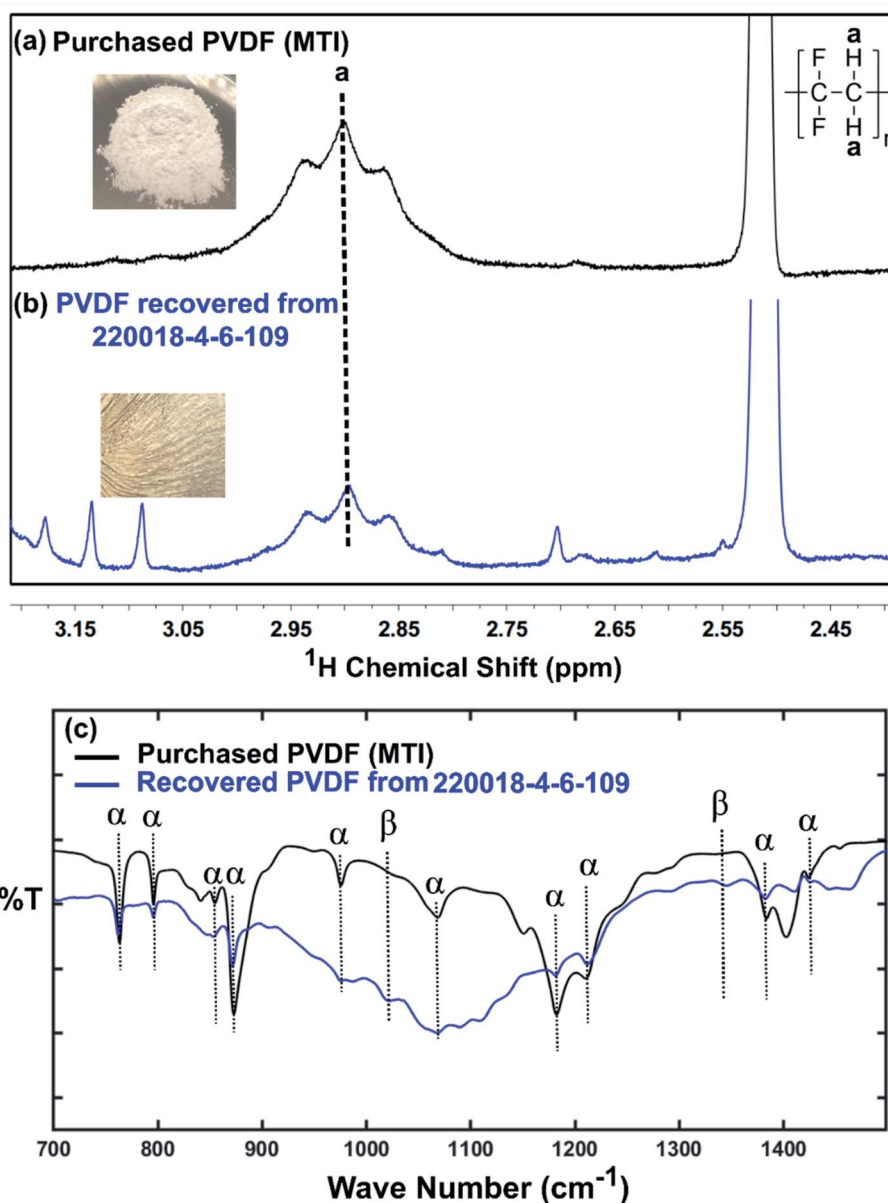 (a) Purchased PVDF (MTI)
a
a
F H
C C
F H
a
n
(b) PVDF recovered from
220018-4-6-109
3.15 3.05 2.95 2.85 2.75 2.65 2.55 2.45
¹H Chemical Shift (ppm)
(c)
Purchased PVDF (MTI)
Recovered PVDF from 220018-4-6-109
α α α α α β α α α β α α
%T
700 800 900 1000 1100 1200 1300 1400
Wave Number (cm⁻¹)